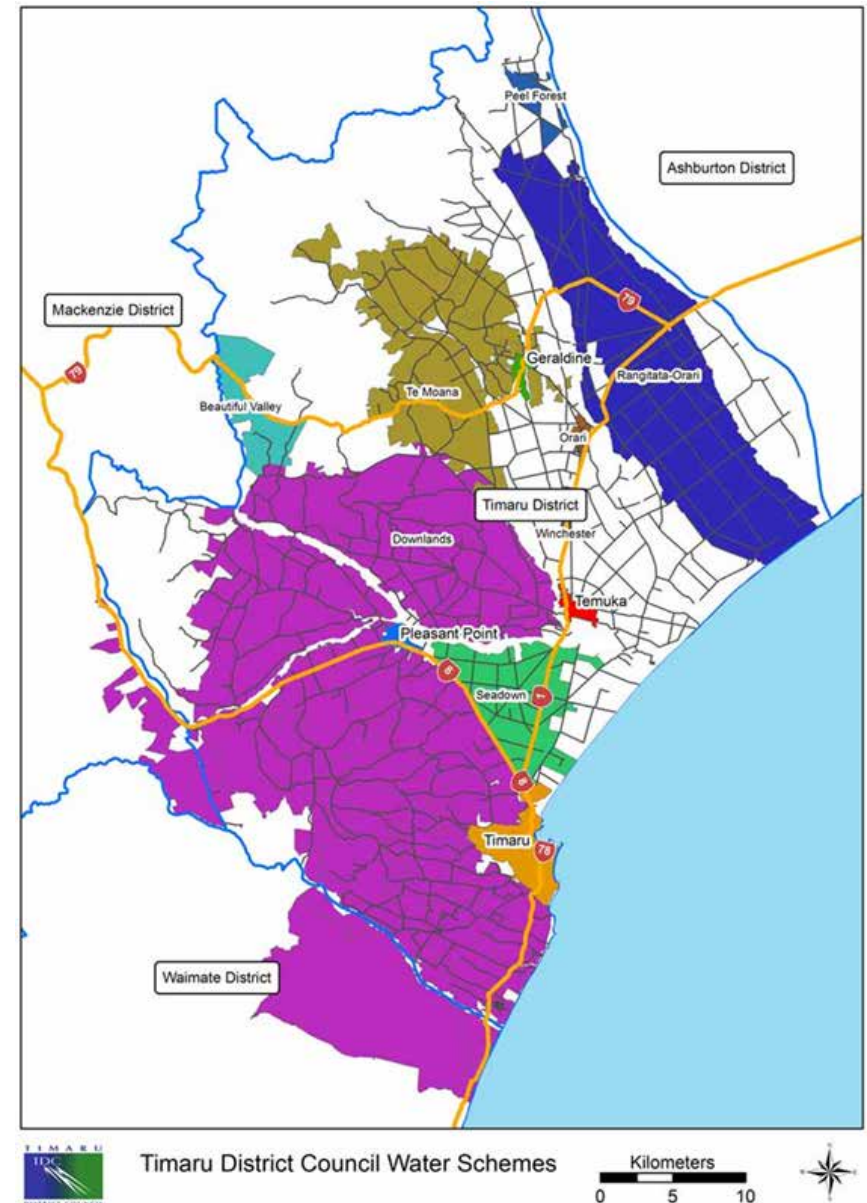 Peel Forest
Ashburton District
Mackenzie District
79
79
Geraldine
Rangitata-Orari
Te Moana
Beautiful Valley
Orari
Timaru District
Winchester
Downlands
Temuka
Pleasant Point
8
Seadown
1
8
Timaru
78
Waimate District
TIMARU
TDC
Timaru District Council Water Schemes
Kilometers
0 5 10